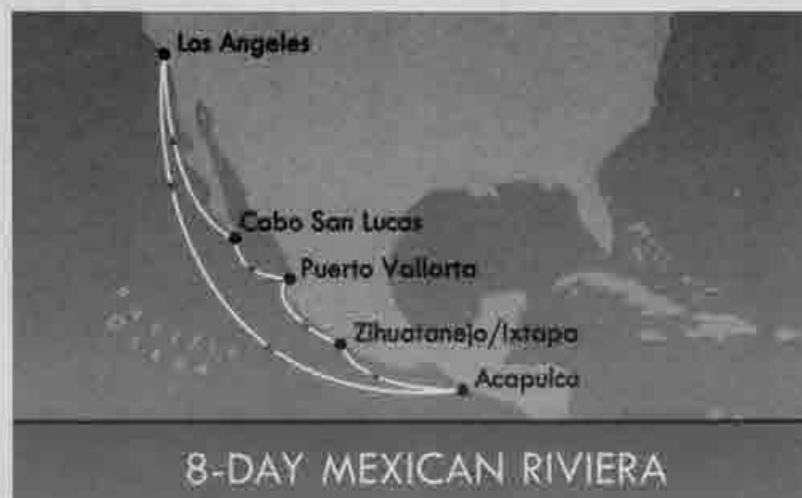 Los Angeles
Cabo San Lucas
Puerto Vallarta
Zihuatanejo/Ixtapa
Acapulco
8-DAY MEXICAN RIVIERA